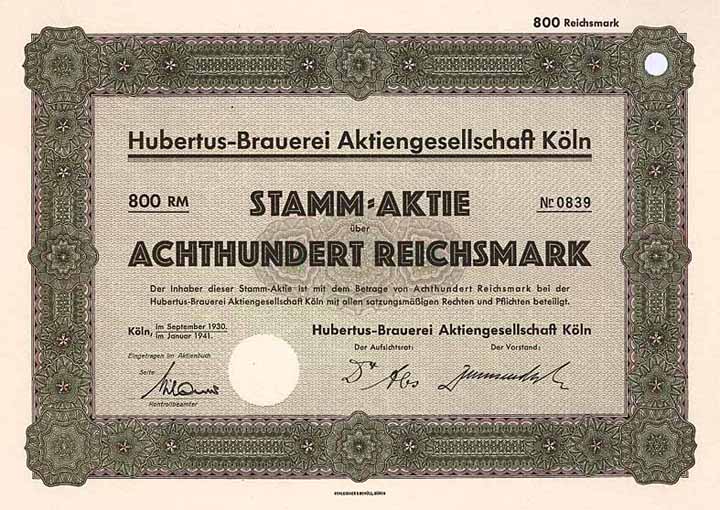 800 Reichsmark
Hubertus-Brauerei Aktiengesellschaft Köln
800 RM
STAMM-AKTIE
Nr. 0839
über
ACHTHUNDERT REICHSMARK
Der Inhaber dieser Stamm-Aktie ist mit dem Betrage von Achthundert Reichsmark bei der
Hubertus-Brauerei Aktiengesellschaft Köln mit allen satzungsmäßigen Rechten und Pflichten beteiligt.
Köln, im September 1930.
im Januar 1941.
Hubertus-Brauerei Aktiengesellschaft Köln
Der Aufsichtsrat:
Der Vorstand:
Eingetragen im Aktienbuch
Seite
Dr Abs
Kontrollbeamter